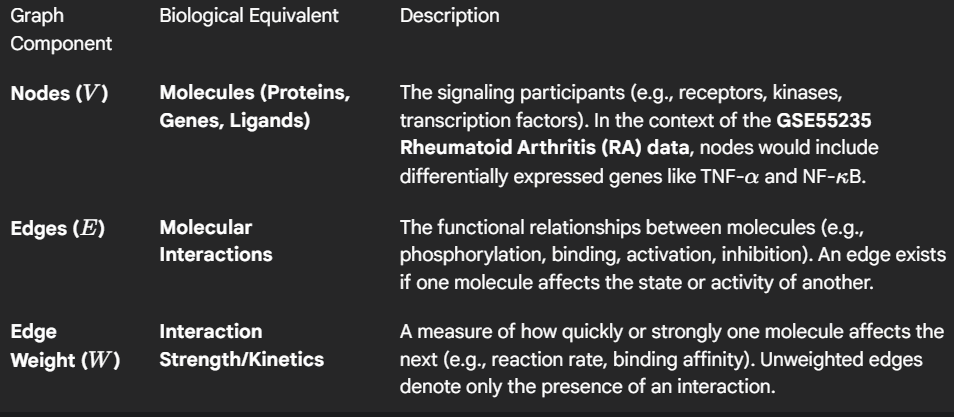 Graph Component
Biological Equivalent
Description
Nodes (V)
Molecules (Proteins, Genes, Ligands)
The signaling participants (e.g., receptors, kinases,
transcription factors). In the context of the GSE55235
Rheumatoid Arthritis (RA) data, nodes would include
differentially expressed genes like TNF-α and NF-κB.
Edges (E)
Molecular Interactions
The functional relationships between molecules (e.g.,
phosphorylation, binding, activation, inhibition). An edge exists
if one molecule affects the state or activity of another.
Edge Weight (W)
Interaction Strength/Kinetics
A measure of how quickly or strongly one molecule affects the
next (e.g., reaction rate, binding affinity). Unweighted edges
denote only the presence of an interaction.